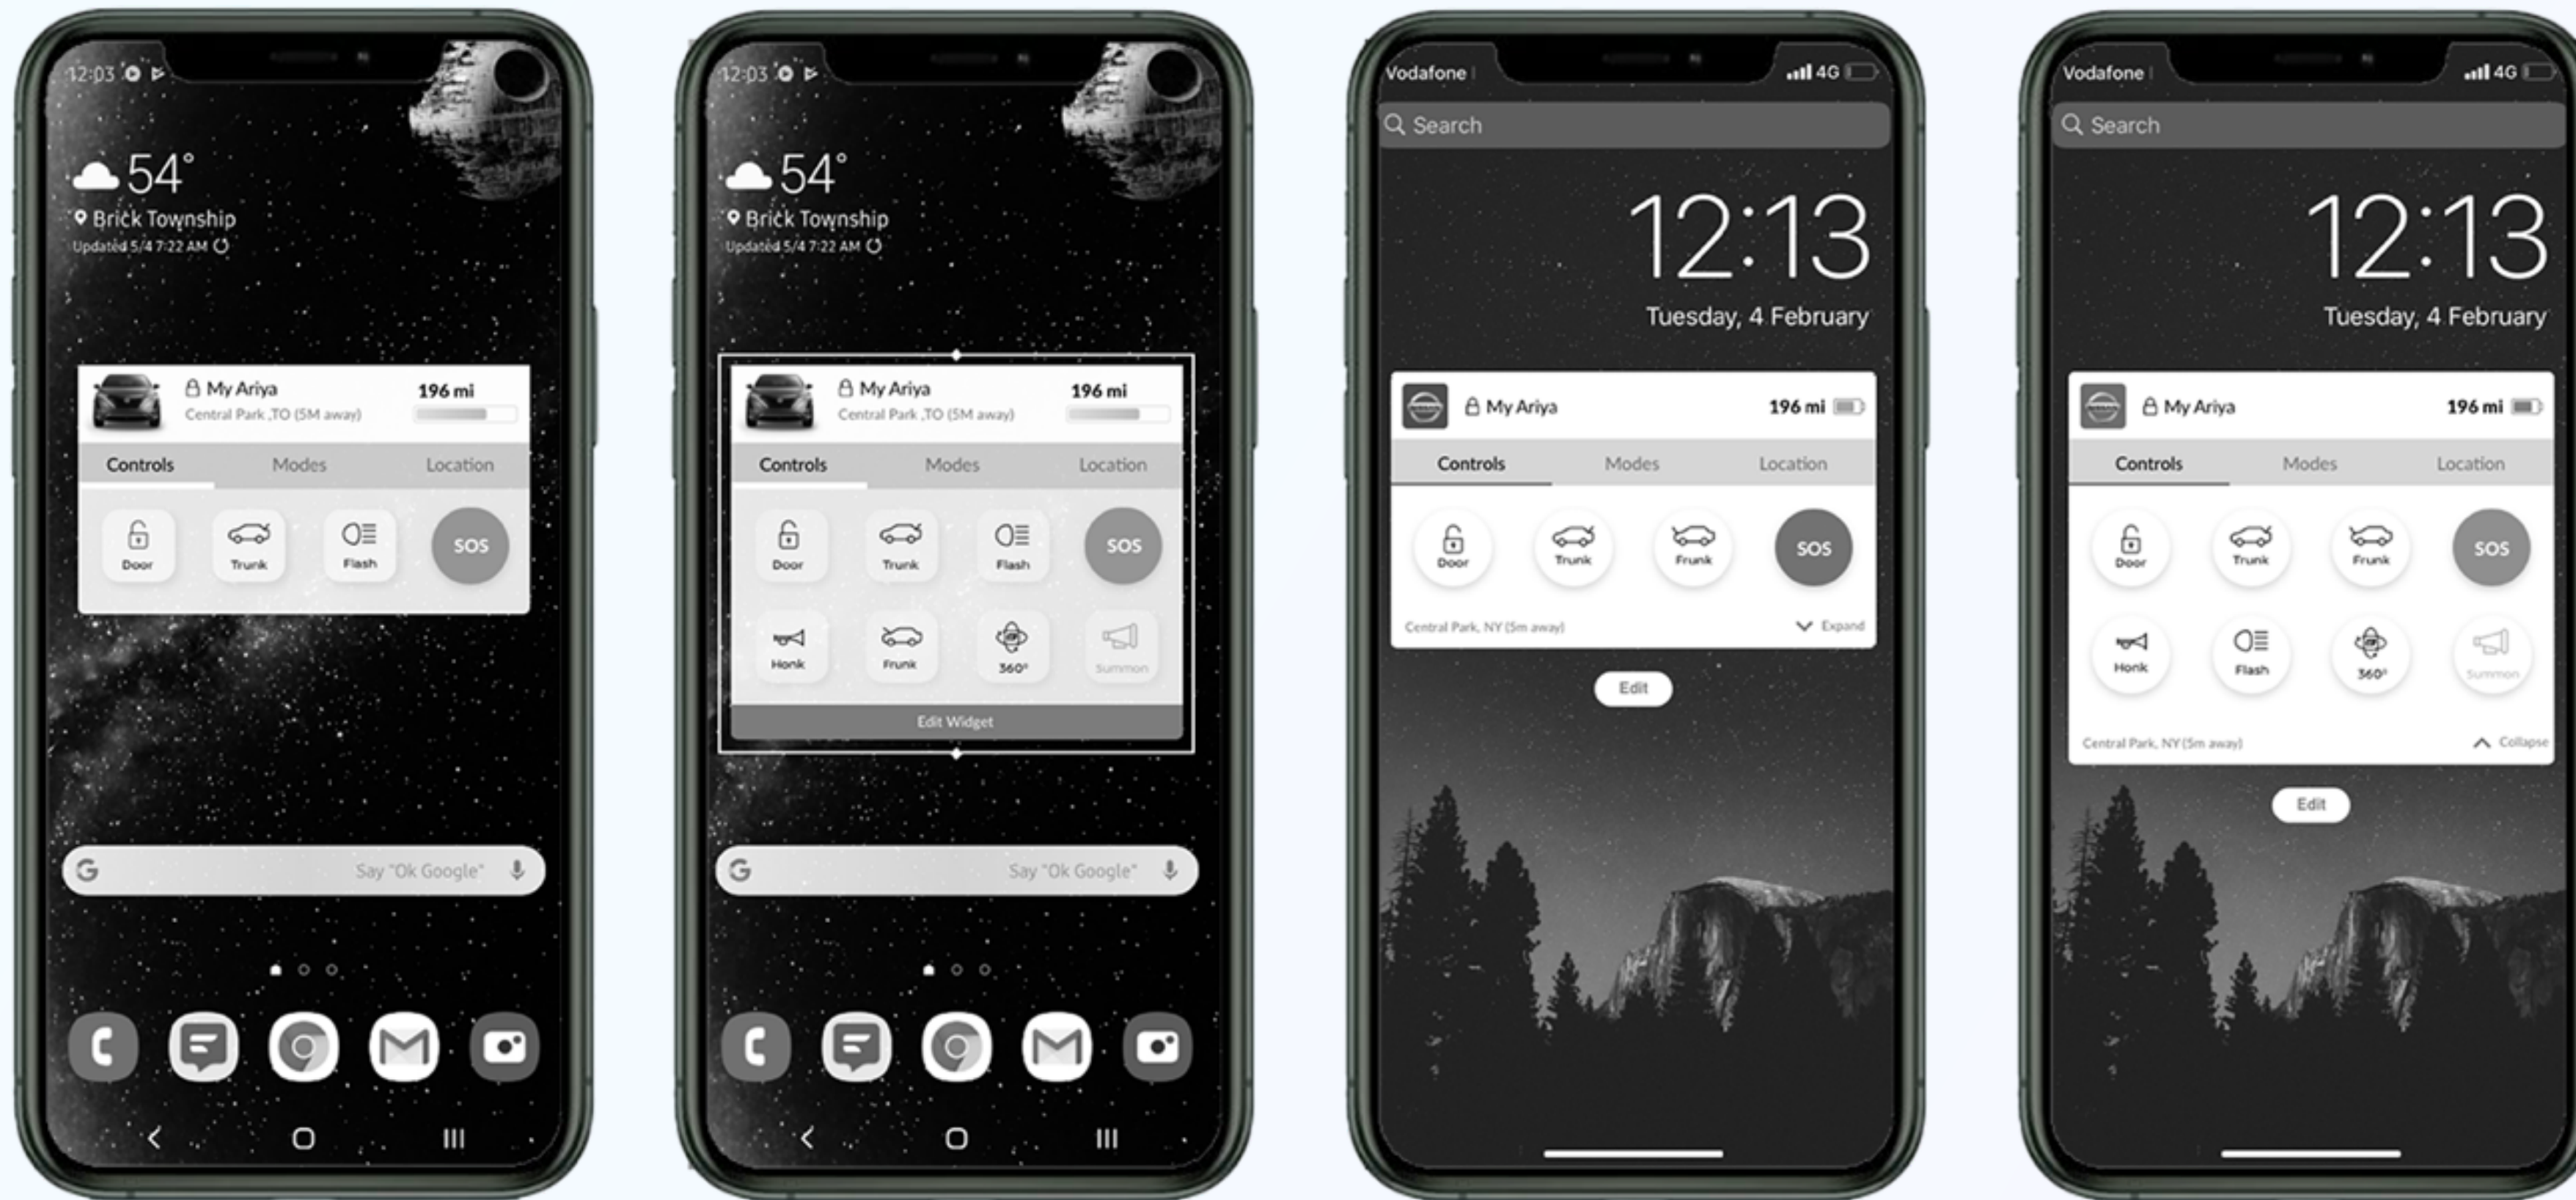 12:03
54°
Brick Township
Updated 5/4 7:22 AM
My Ariya
196 mi
Central Park ,TO (5M away)
Controls Modes Location
Door Trunk Flash SOS
Say "Ok Google"
12:03
54°
Brick Township
Updated 5/4 7:22 AM
My Ariya
196 mi
Central Park ,TO (5M away)
Controls Modes Location
Door Trunk Flash SOS
Honk Frunk 360° Summon
Edit Widget
Say "Ok Google"
Vodafone 4G
Search
12:13
Tuesday, 4 February
My Ariya 196 mi
Controls Modes Location
Door Trunk Frunk SOS
Central Park, NY (5m away) Expand
Edit
Vodafone 4G
Search
12:13
Tuesday, 4 February
My Ariya 196 mi
Controls Modes Location
Door Trunk Frunk SOS
Honk Flash 360° Summon
Central Park, NY (5m away) Collapse
Edit